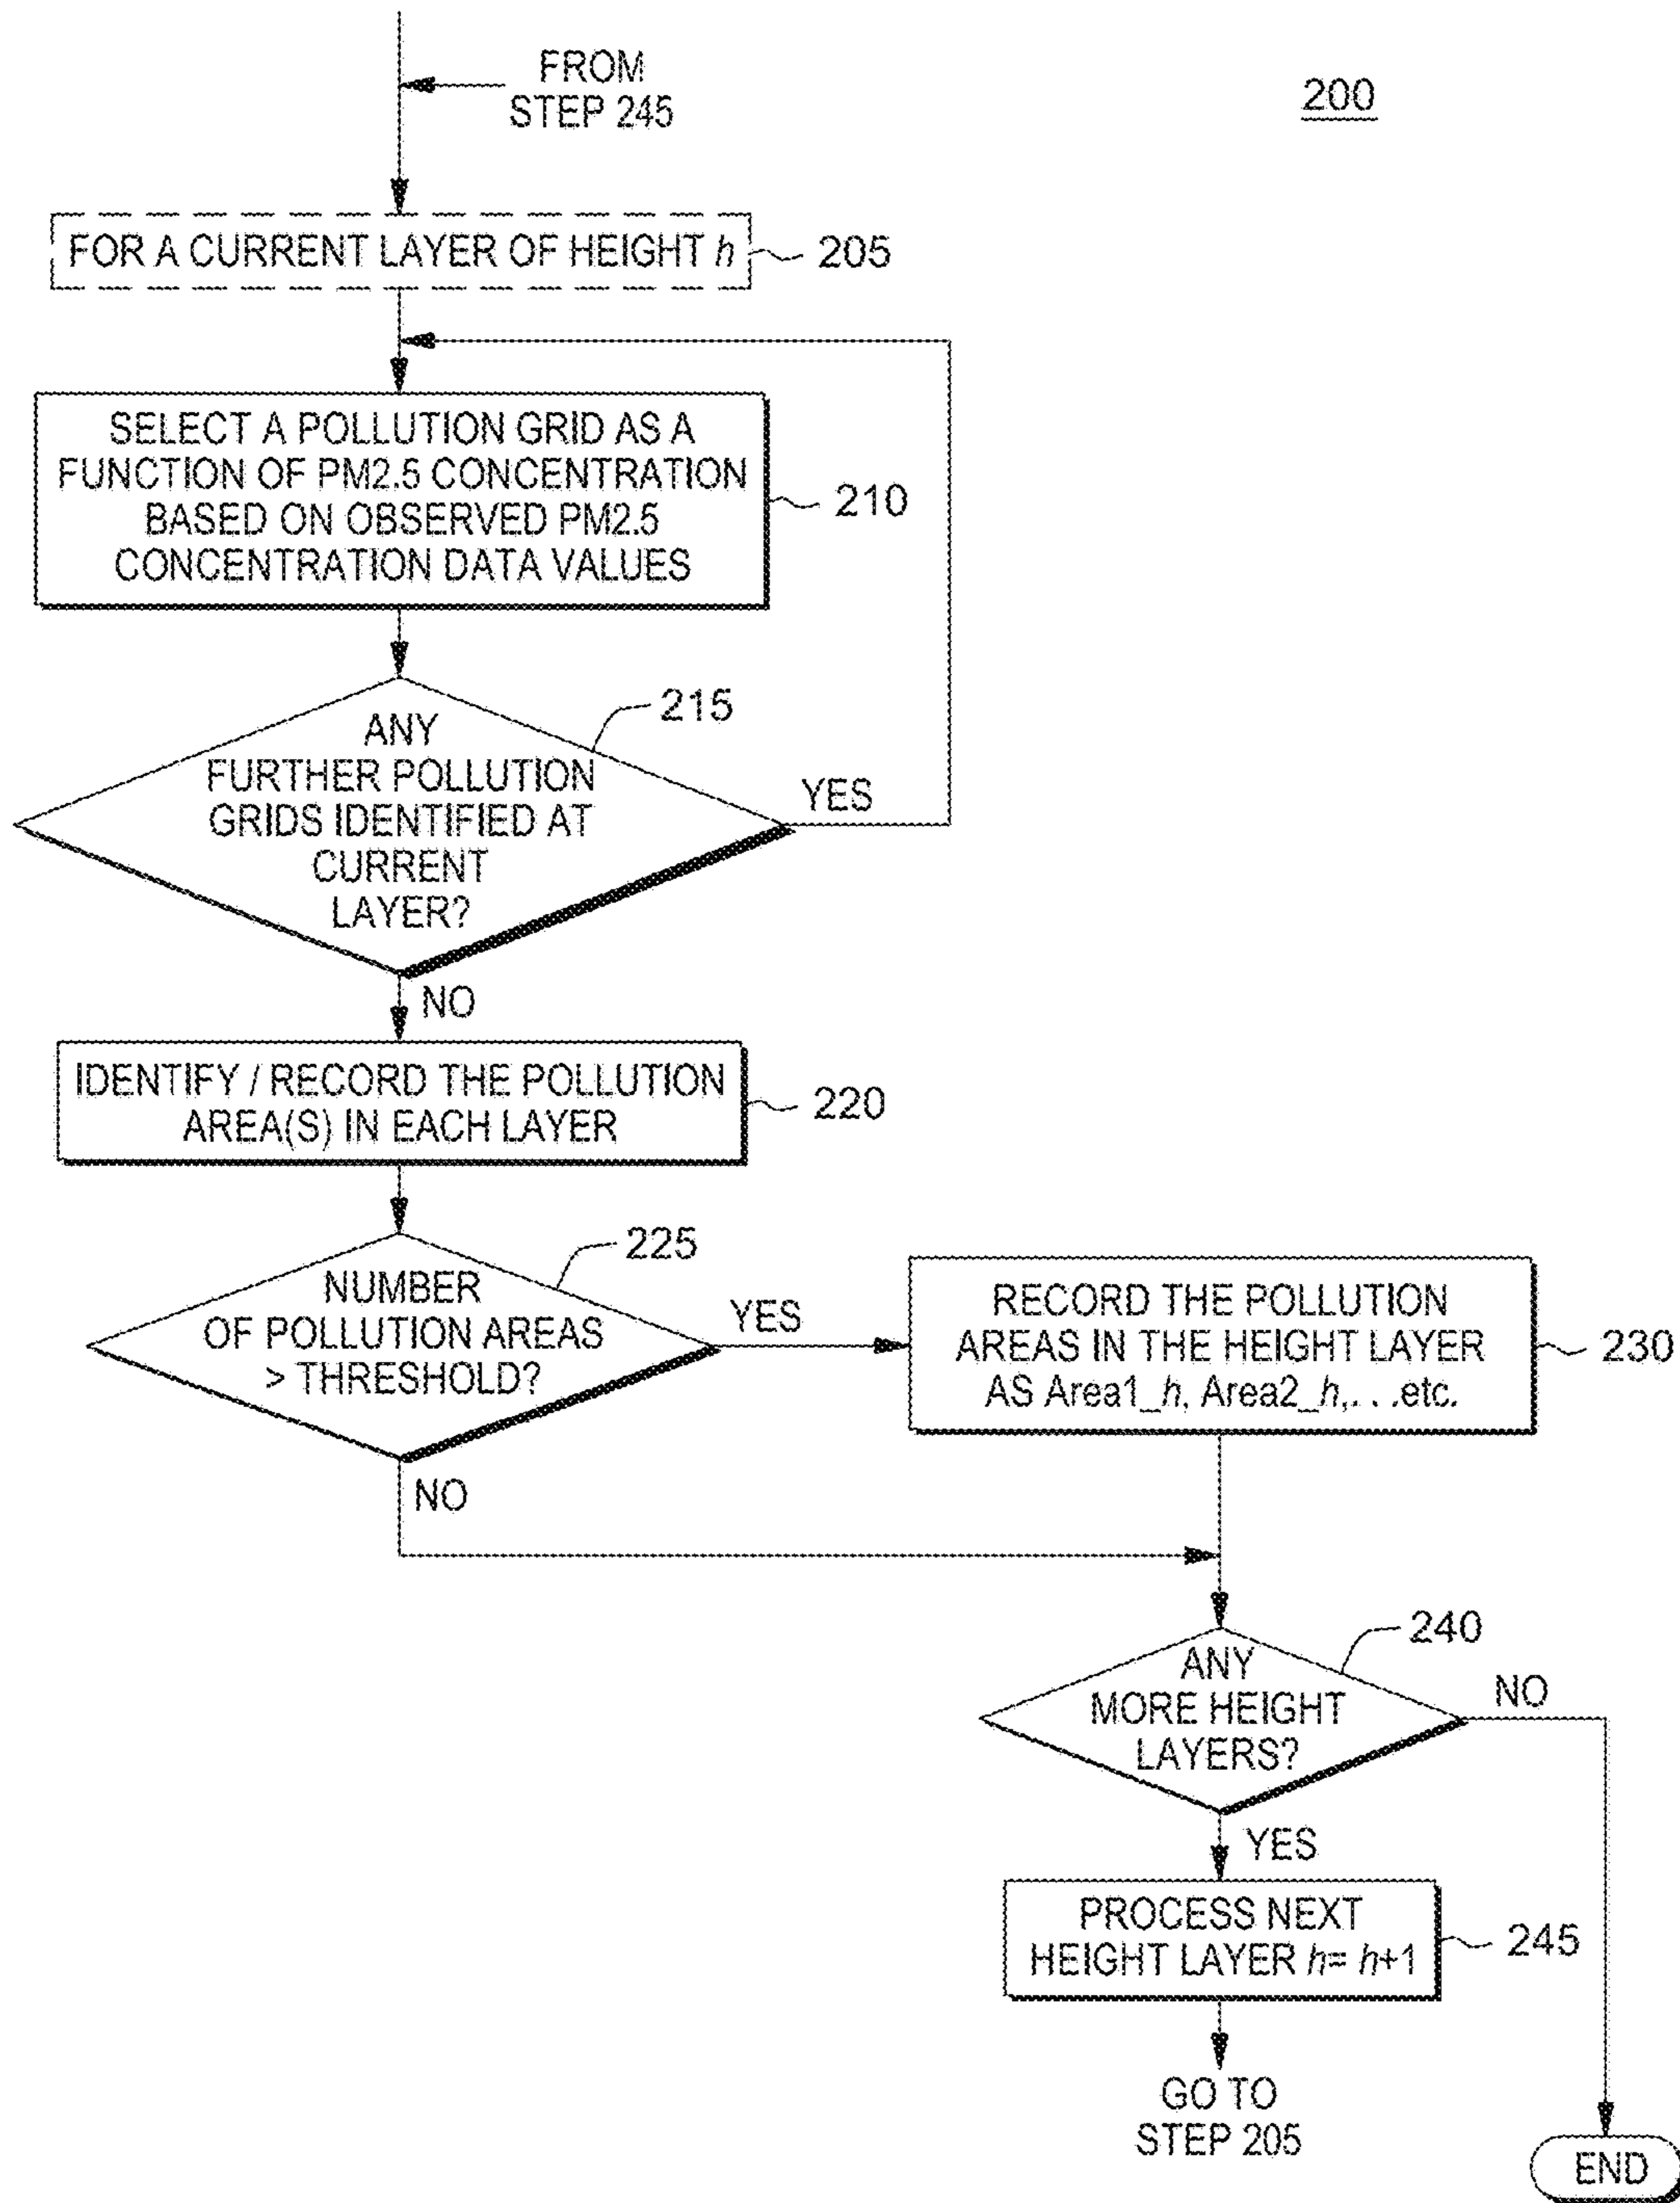 FROM
STEP 245
200
FOR A CURRENT LAYER OF HEIGHT h
205
SELECT A POLLUTION GRID AS A
FUNCTION OF PM2.5 CONCENTRATION
BASED ON OBSERVED PM2.5
CONCENTRATION DATA VALUES
210
215
ANY
FURTHER POLLUTION
GRIDS IDENTIFIED AT
CURRENT
LAYER?
YES
NO
IDENTIFY / RECORD THE POLLUTION
AREA(S) IN EACH LAYER
220
225
NUMBER
OF POLLUTION AREAS
> THRESHOLD?
YES
NO
RECORD THE POLLUTION
AREAS IN THE HEIGHT LAYER
AS Area1_h, Area2_h,. . .etc.
230
240
ANY
MORE HEIGHT
LAYERS?
NO
YES
PROCESS NEXT
HEIGHT LAYER h= h+1
245
GO TO
STEP 205
END